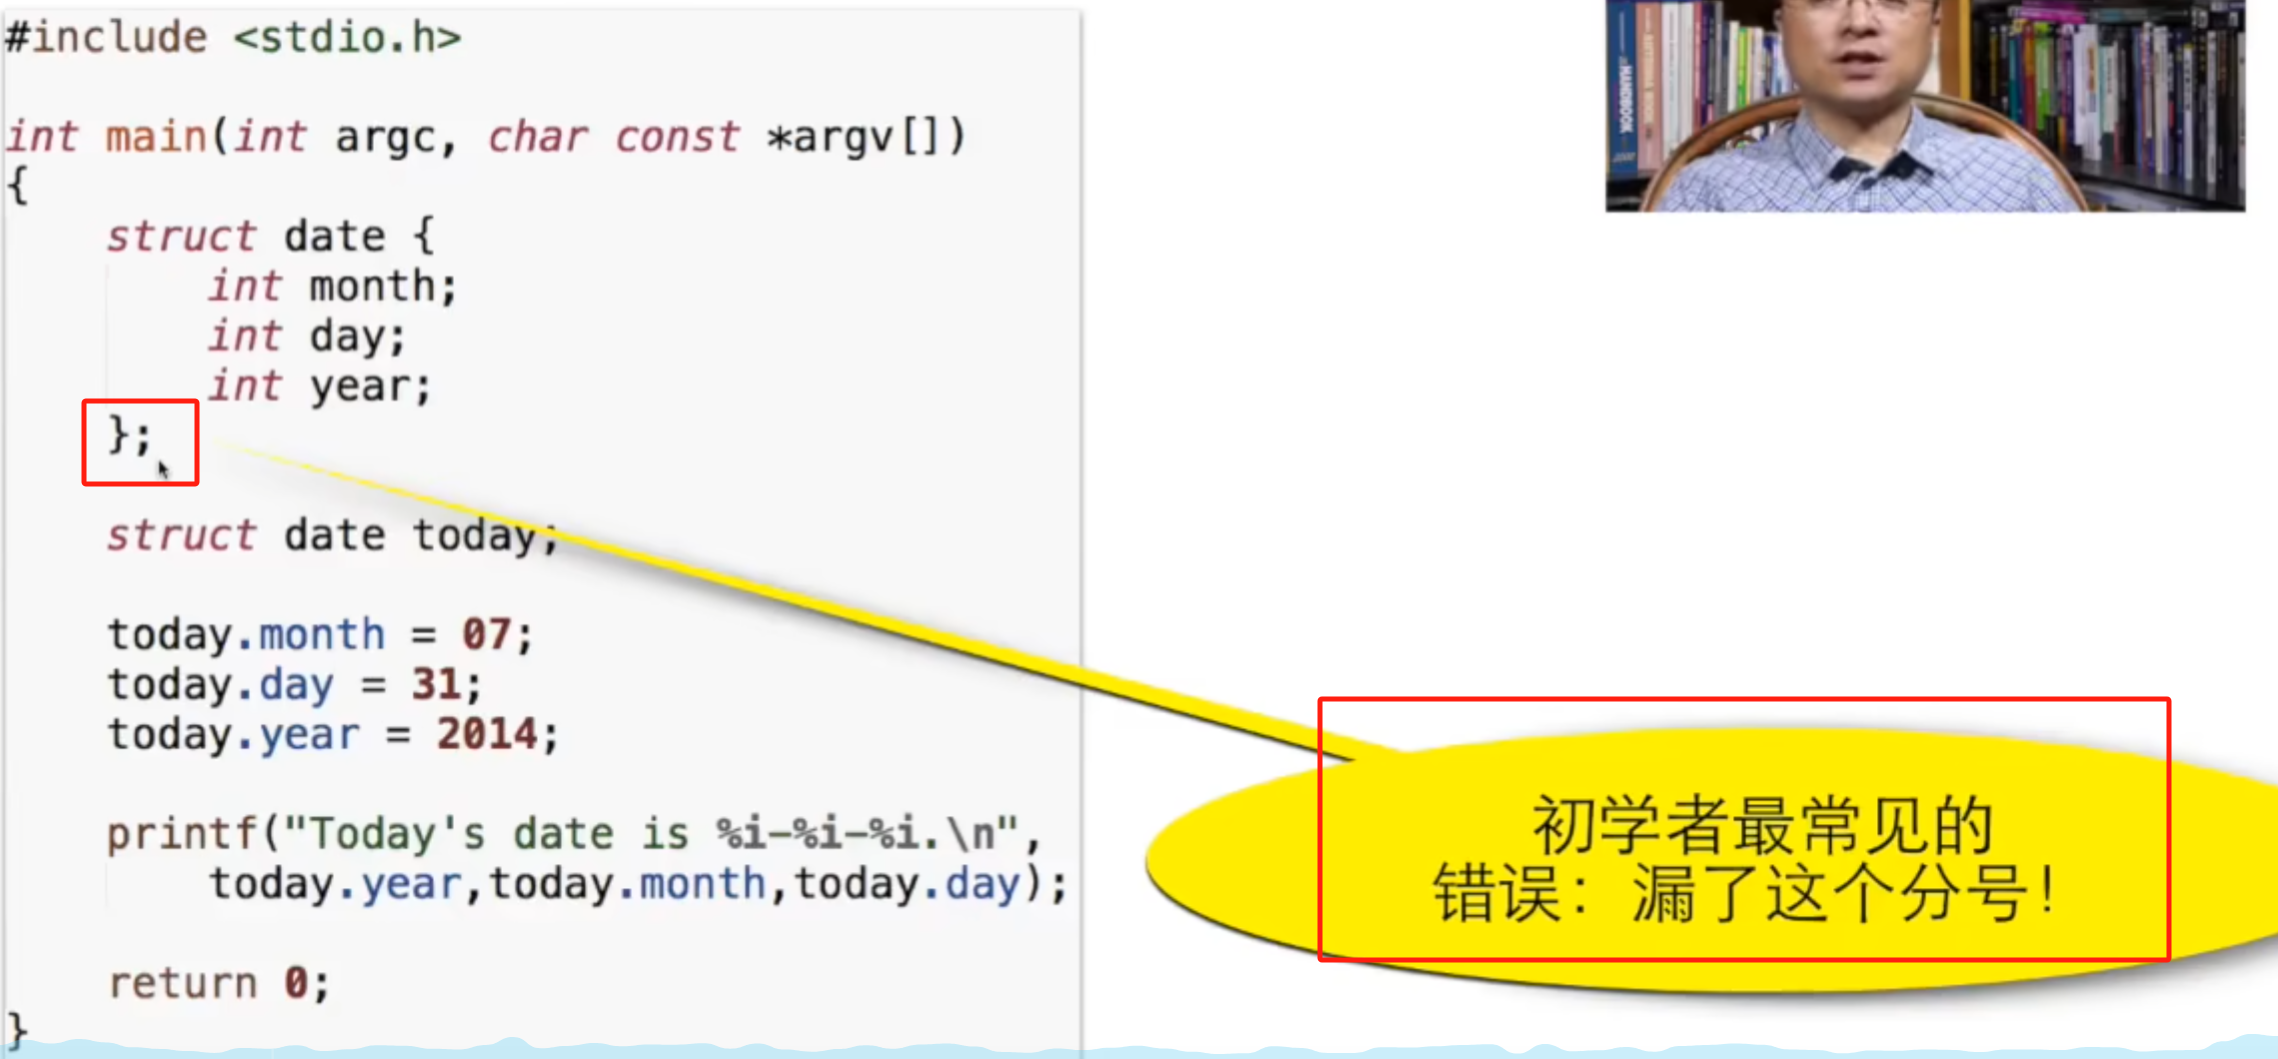 #include <stdio.h>
int main(int argc, char const *argv[])
{
struct date {
int month;
int day;
int year;
};
struct date today;
today.month = 07;
today.day = 31;
today.year = 2014;
printf("Today's date is %i-%i-%i.\n",
today.year,today.month,today.day);
return 0;
}
HANDBOOK
初学者最常见的
错误：漏了这个分号！